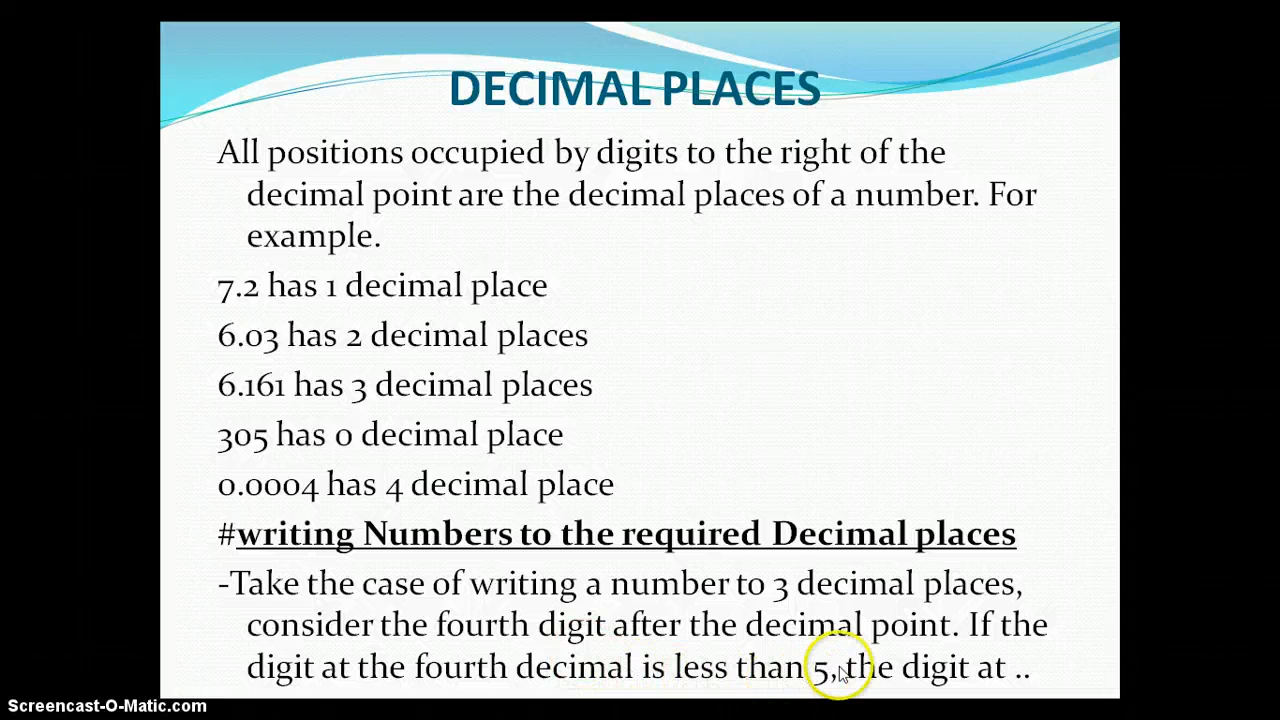 DECIMAL PLACES
All positions occupied by digits to the right of the
decimal point are the decimal places of a number. For
example.
7.2 has 1 decimal place
6.03 has 2 decimal places
6.161 has 3 decimal places
305 has 0 decimal place
0.0004 has 4 decimal place
#writing Numbers to the required Decimal places
-Take the case of writing a number to 3 decimal places,
consider the fourth digit after the decimal point. If the
digit at the fourth decimal is less than 5, the digit at ..
Screencast-O-Matic.com